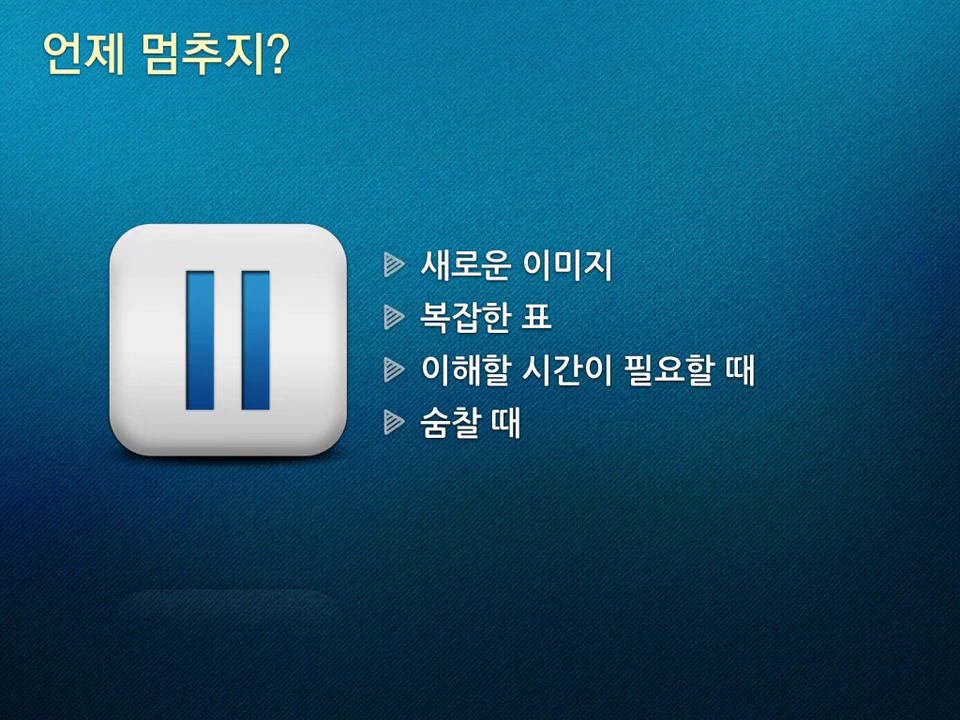 언제 멈추지?
새로운 이미지
복잡한 표
이해할 시간이 필요할 때
숨찰 때